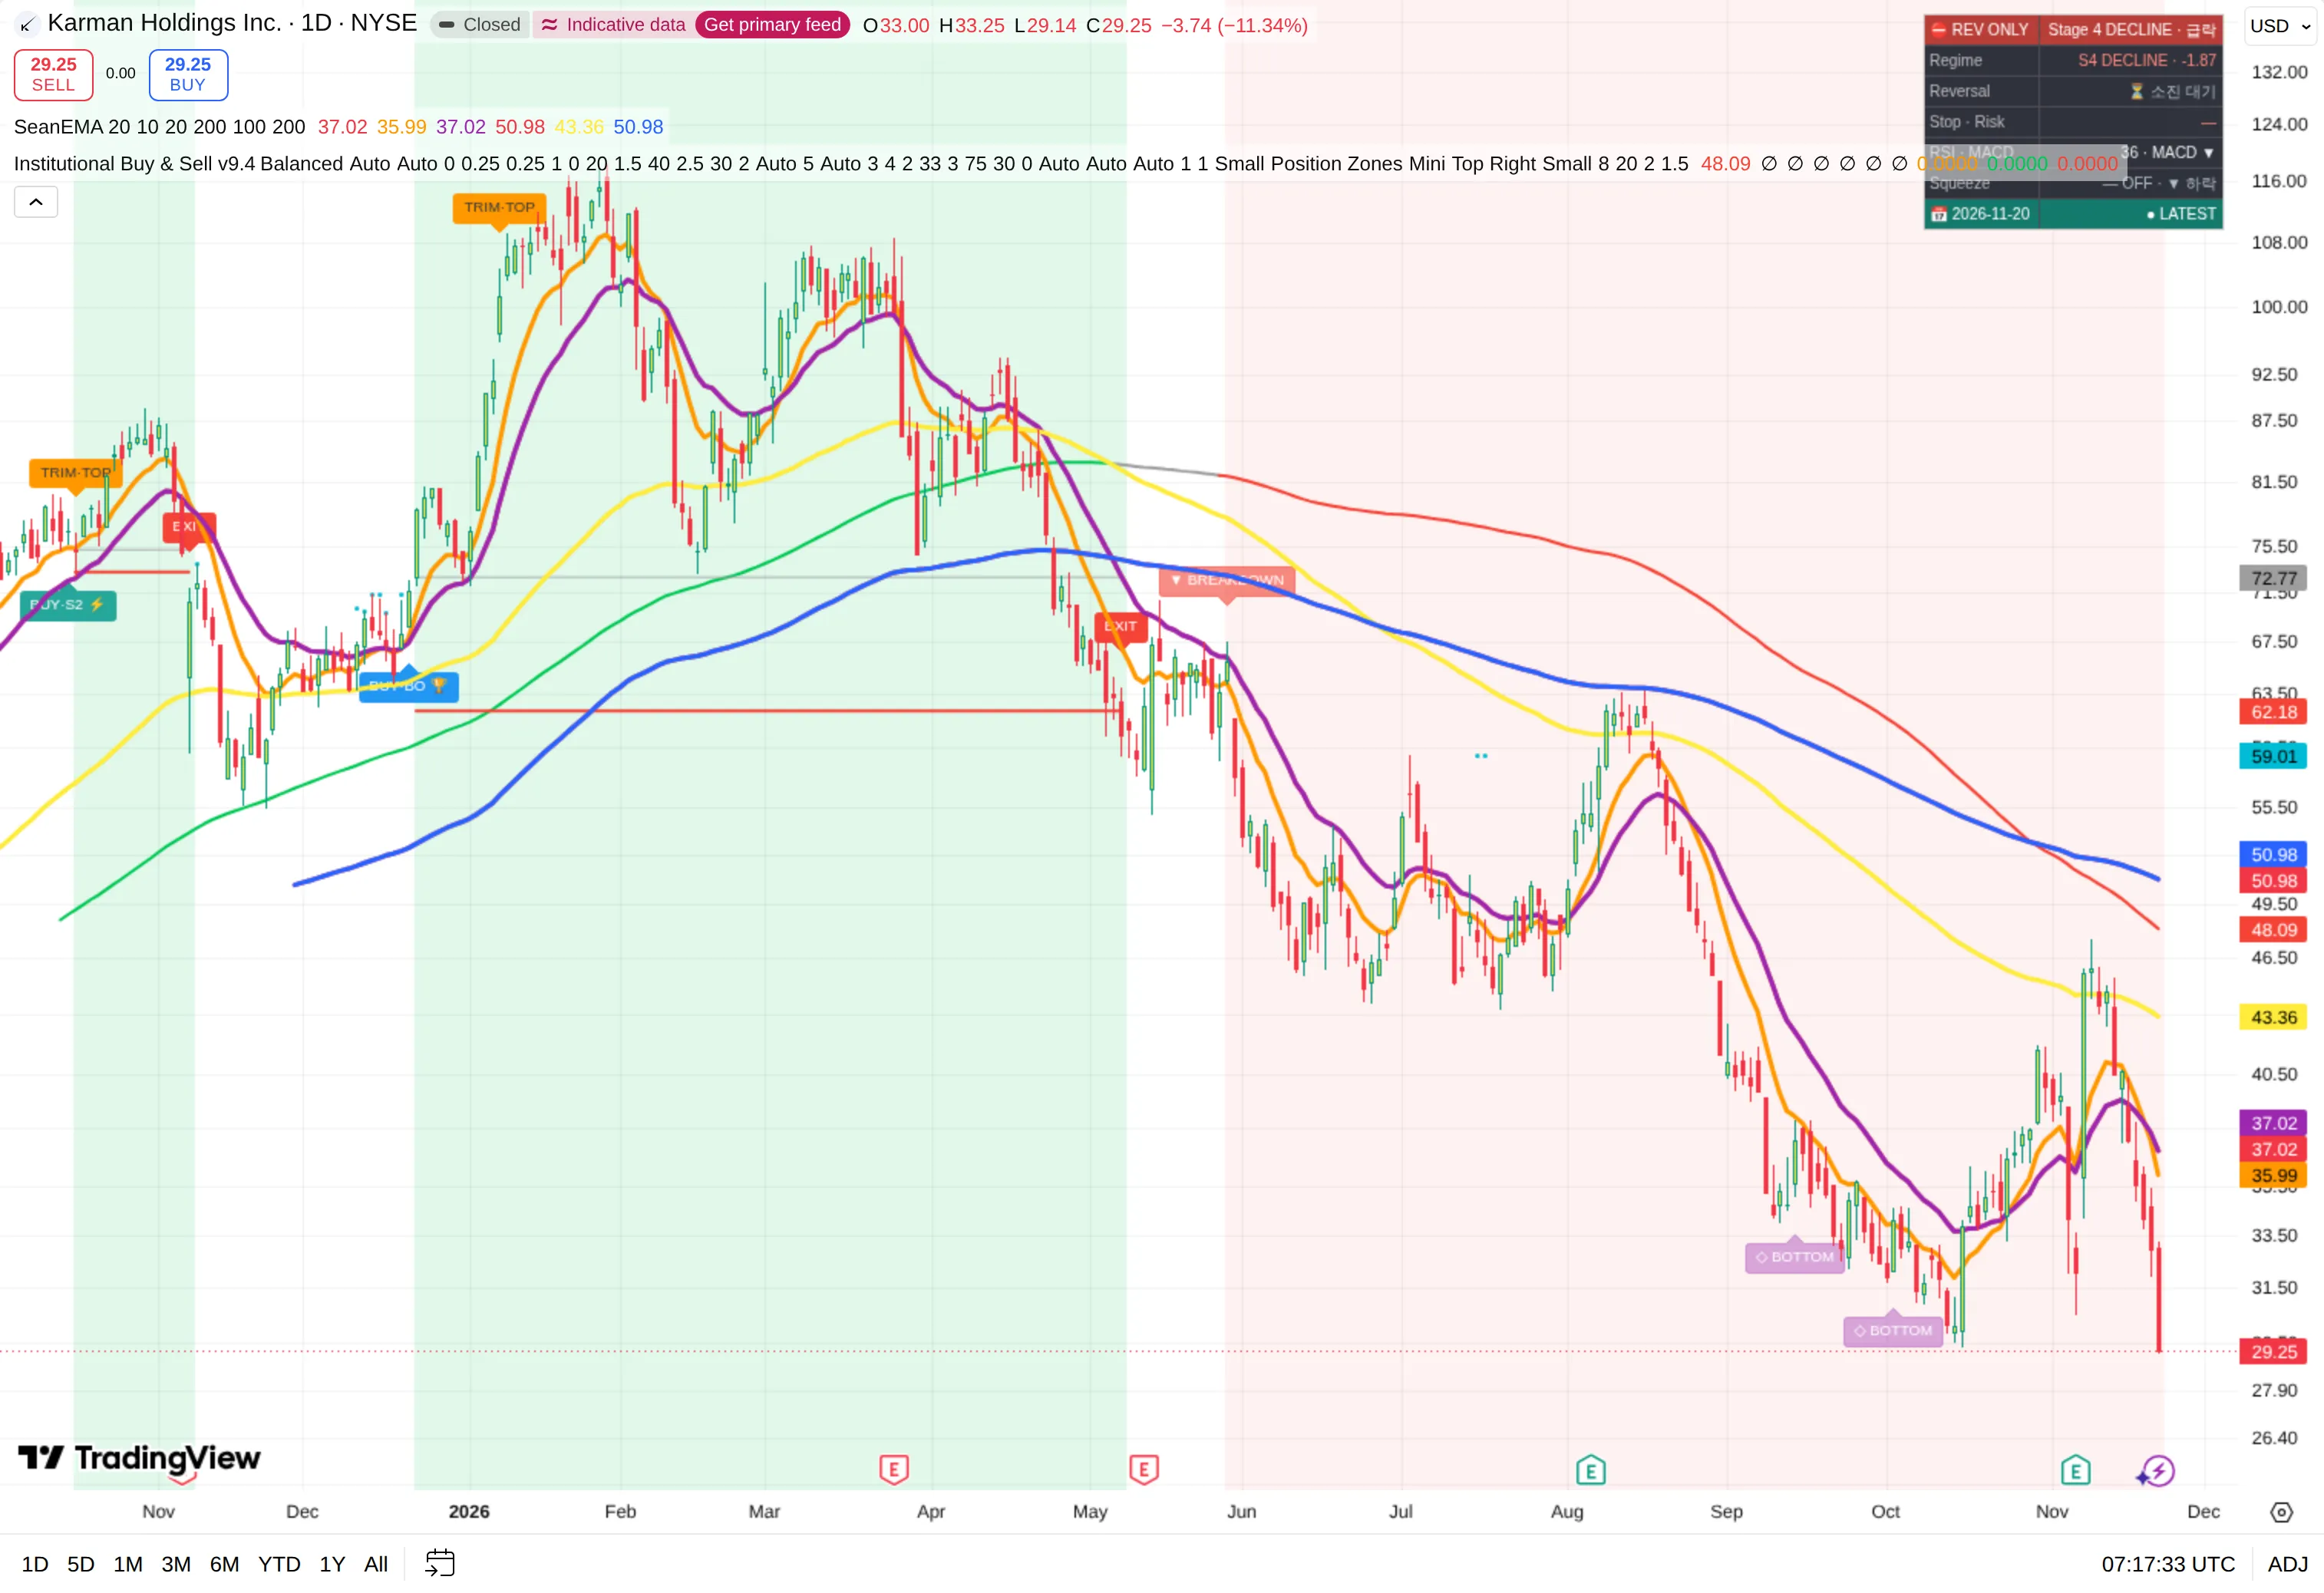 Karman Holdings Inc. · 1D · NYSE Closed ≈ Indicative data Get primary feed O33.00 H33.25 L29.14 C29.25 −3.74 (−11.34%)
29.25 SELL
0.00
29.25 BUY
SeanEMA 20 10 20 200 100 200 37.02 35.99 37.02 50.98 43.36 50.98
Institutional Buy & Sell v9.4 Balanced Auto Auto 0 0.25 0.25 1 0 20 1.5 40 2.5 30 2 Auto 5 Auto 3 4 2 33 3 75 30 0 Auto Auto Auto 1 1 Small Position Zones Mini Top Right Small 8 20 2 1.5 48.09 ∅ ∅ ∅ ∅ ∅ ∅ 0.0000 0.0000 0.0000
⛔ REV ONLY Stage 4 DECLINE · 급락
Regime S4 DECLINE · -1.87
Reversal ⏳ 소진 대기
Stop · Risk —
RSI · MACD 36 · MACD ▼
Squeeze — OFF · ▼ 하락
📅 2026-11-20 ● LATEST
USD
132.00
124.00
116.00
108.00
100.00
92.50
87.50
81.50
75.50
72.77
71.50
67.50
63.50
62.18
59.01
55.50
50.98
50.98
49.50
48.09
46.50
43.36
40.50
37.02
37.02
35.99
33.50
31.50
29.25
27.90
26.40
TRIM·TOP
TRIM·TOP
EXIT
BUY·S2 ⚡
BUY·BO 🏆
▼ BREAKDOWN
EXIT
◇ BOTTOM
◇ BOTTOM
TradingView
E
E
E
E
Nov Dec 2026 Feb Mar Apr May Jun Jul Aug Sep Oct Nov Dec
1D 5D 1M 3M 6M YTD 1Y All
07:17:33 UTC ADJ